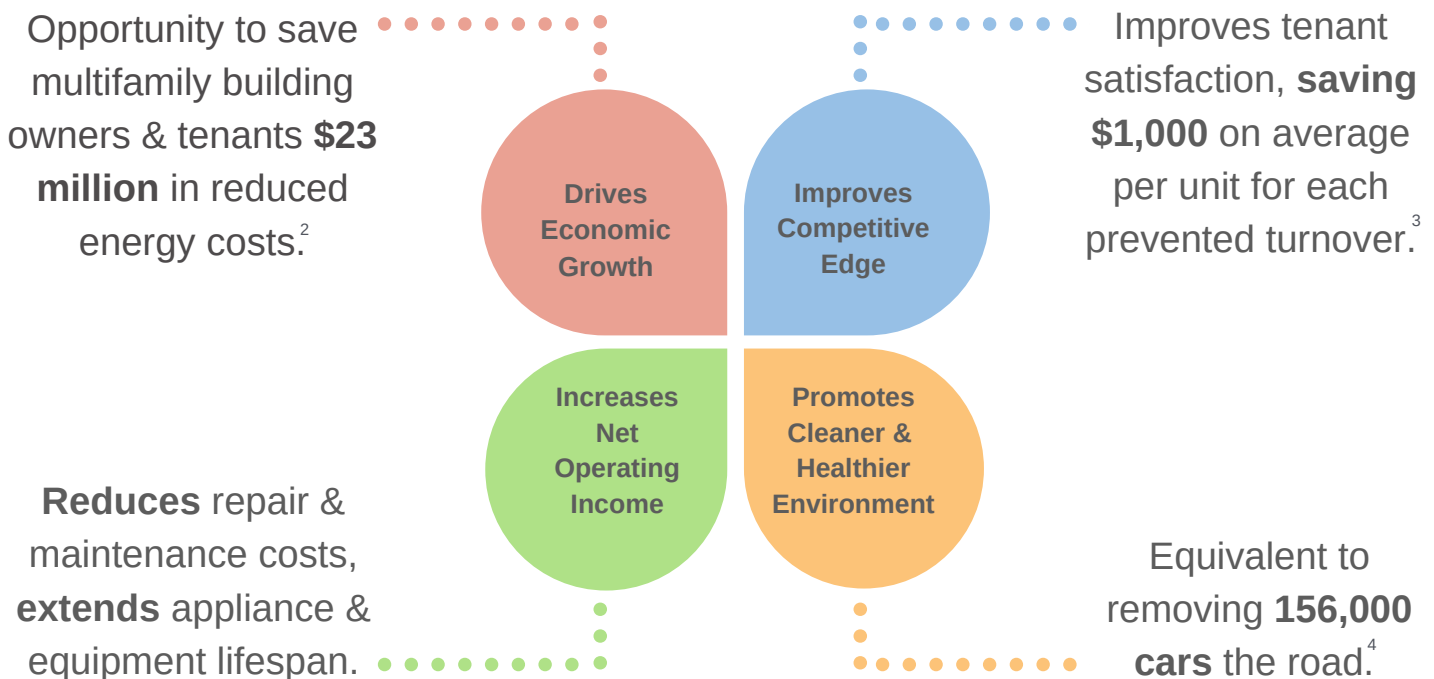 Opportunity to save
multifamily building
owners & tenants $23
million in reduced
energy costs.2
Drives
Economic
Growth
Improves
Competitive
Edge
Improves tenant
satisfaction, saving
$1,000 on average
per unit for each
prevented turnover.3
Reduces repair &
maintenance costs,
extends appliance &
equipment lifespan.
Increases
Net
Operating
Income
Promotes
Cleaner &
Healthier
Environment
Equivalent to
removing 156,000
cars the road.4